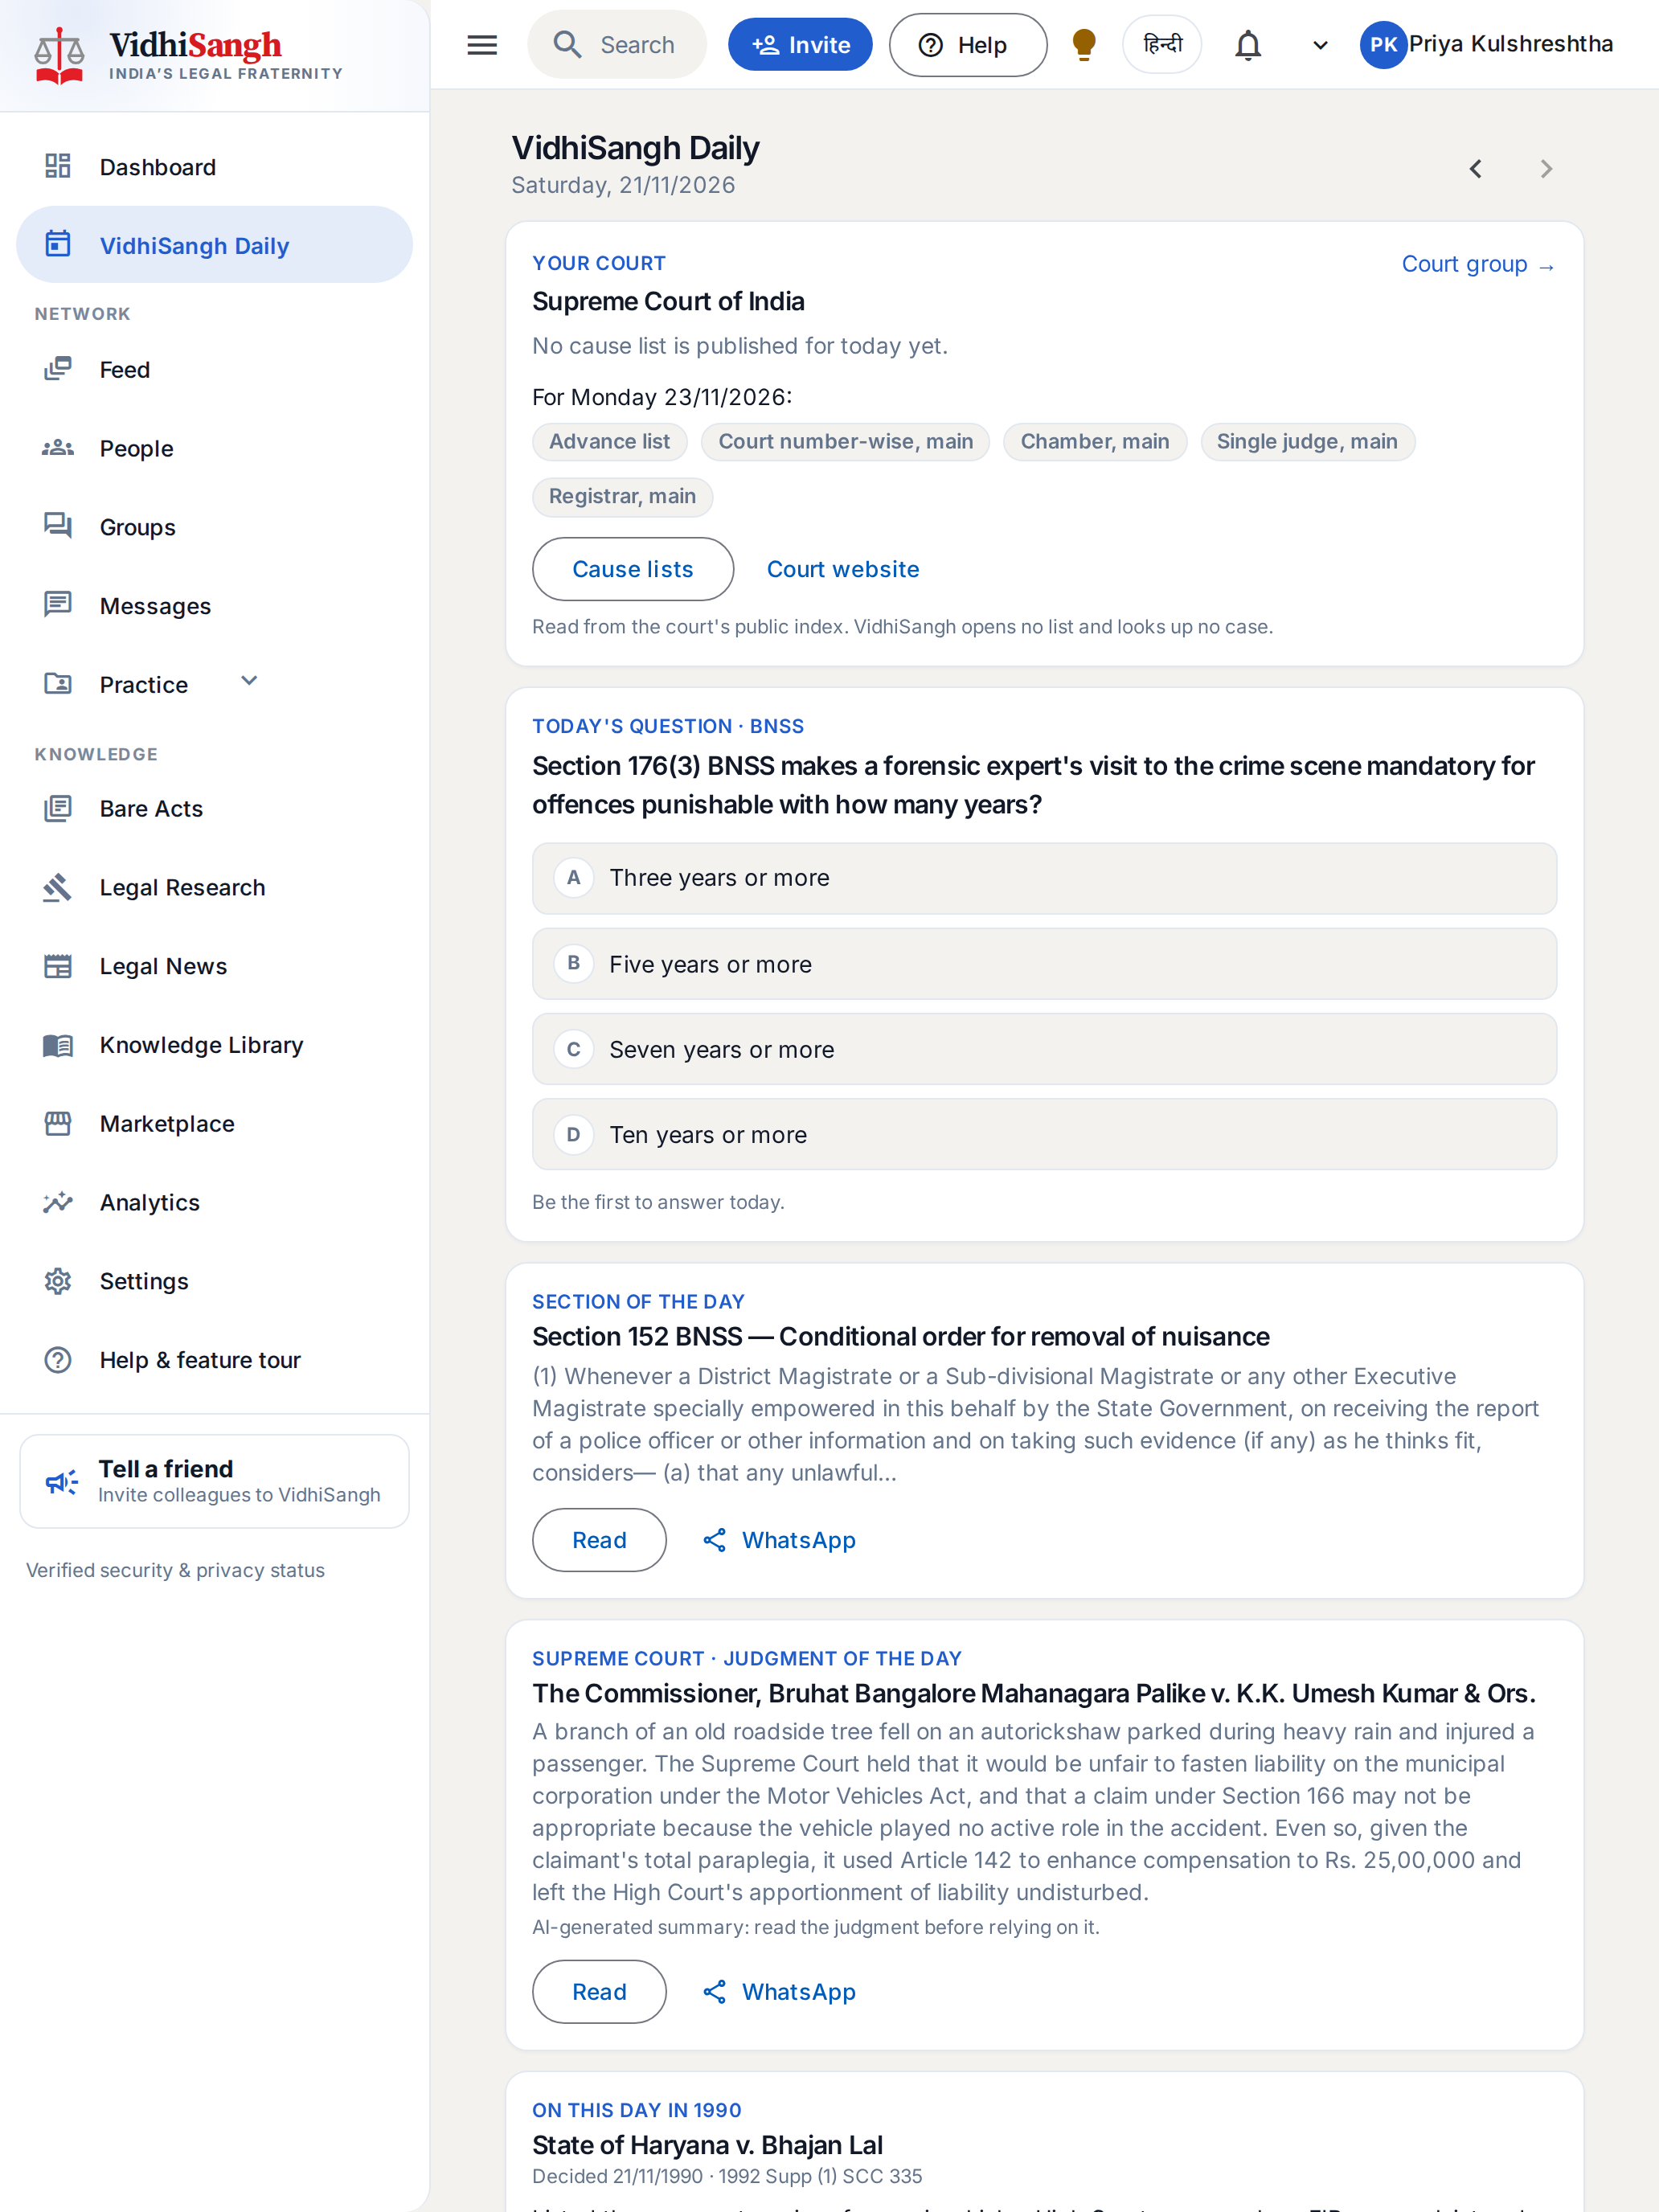 VidhiSangh
INDIA'S LEGAL FRATERNITY
Search
Invite
Help
हिन्दी
PK
Priya Kulshreshtha
Dashboard
VidhiSangh Daily
NETWORK
Feed
People
Groups
Messages
Practice
KNOWLEDGE
Bare Acts
Legal Research
Legal News
Knowledge Library
Marketplace
Analytics
Settings
Help & feature tour
Tell a friend
Invite colleagues to VidhiSangh
Verified security & privacy status
VidhiSangh Daily
Saturday, 21/11/2026
YOUR COURT
Court group →
Supreme Court of India
No cause list is published for today yet.
For Monday 23/11/2026:
Advance list
Court number-wise, main
Chamber, main
Single judge, main
Registrar, main
Cause lists
Court website
Read from the court's public index. VidhiSangh opens no list and looks up no case.
TODAY'S QUESTION · BNSS
Section 176(3) BNSS makes a forensic expert's visit to the crime scene mandatory for
offences punishable with how many years?
A Three years or more
B Five years or more
C Seven years or more
D Ten years or more
Be the first to answer today.
SECTION OF THE DAY
Section 152 BNSS — Conditional order for removal of nuisance
(1) Whenever a District Magistrate or a Sub-divisional Magistrate or any other Executive
Magistrate specially empowered in this behalf by the State Government, on receiving the report
of a police officer or other information and on taking such evidence (if any) as he thinks fit,
considers— (a) that any unlawful...
Read
WhatsApp
SUPREME COURT · JUDGMENT OF THE DAY
The Commissioner, Bruhat Bangalore Mahanagara Palike v. K.K. Umesh Kumar & Ors.
A branch of an old roadside tree fell on an autorickshaw parked during heavy rain and injured a
passenger. The Supreme Court held that it would be unfair to fasten liability on the municipal
corporation under the Motor Vehicles Act, and that a claim under Section 166 may not be
appropriate because the vehicle played no active role in the accident. Even so, given the
claimant's total paraplegia, it used Article 142 to enhance compensation to Rs. 25,00,000 and
left the High Court's apportionment of liability undisturbed.
AI-generated summary: read the judgment before relying on it.
Read
WhatsApp
ON THIS DAY IN 1990
State of Haryana v. Bhajan Lal
Decided 21/11/1990 · 1992 Supp (1) SCC 335